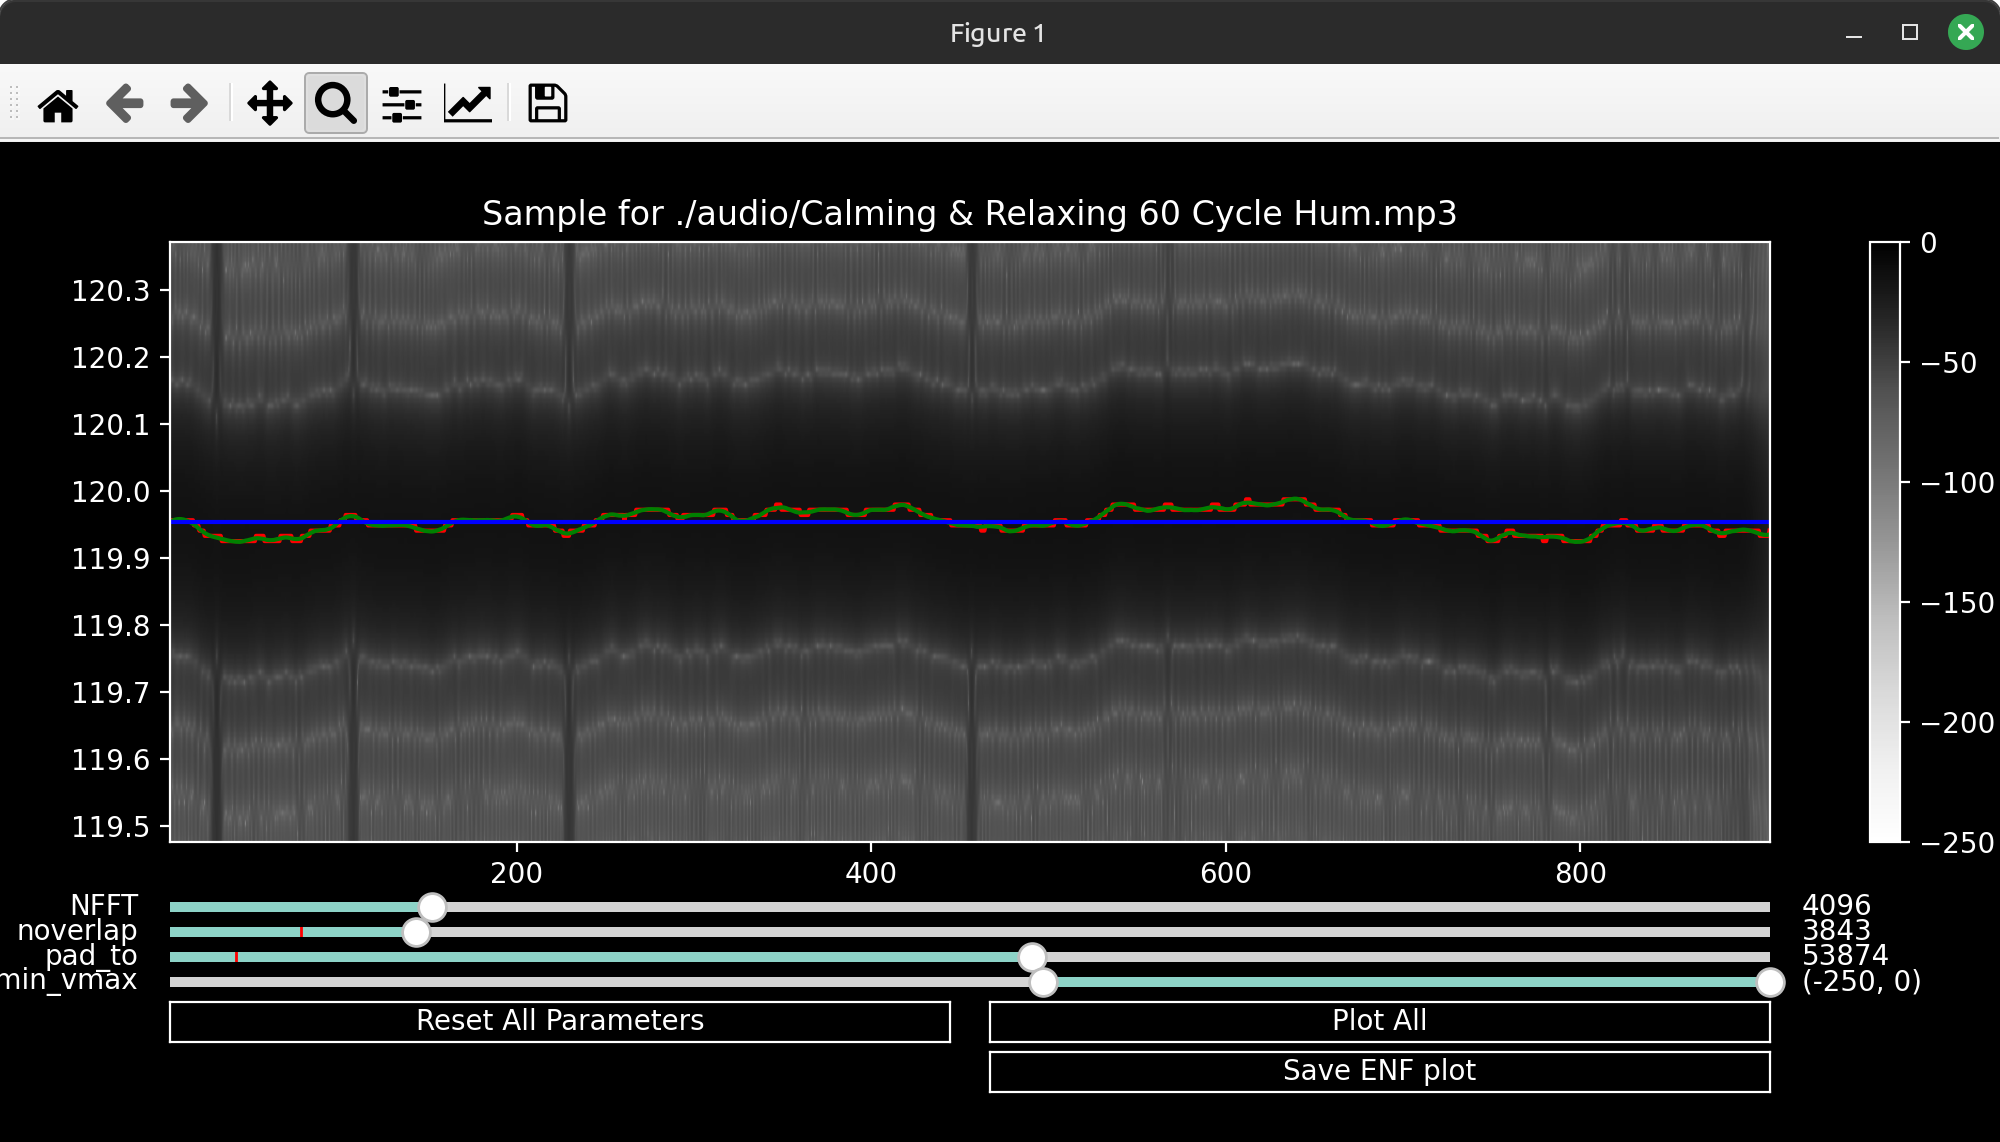 Figure 1
Sample for ./audio/Calming & Relaxing 60 Cycle Hum.mp3
120.3
120.2
120.1
120.0
119.9
119.8
119.7
119.6
119.5
200 400 600 800
0
−50
−100
−150
−200
−250
NFFT 4096
noverlap 3843
pad_to 53874
min_vmax (-250, 0)
Reset All Parameters Plot All
Save ENF plot